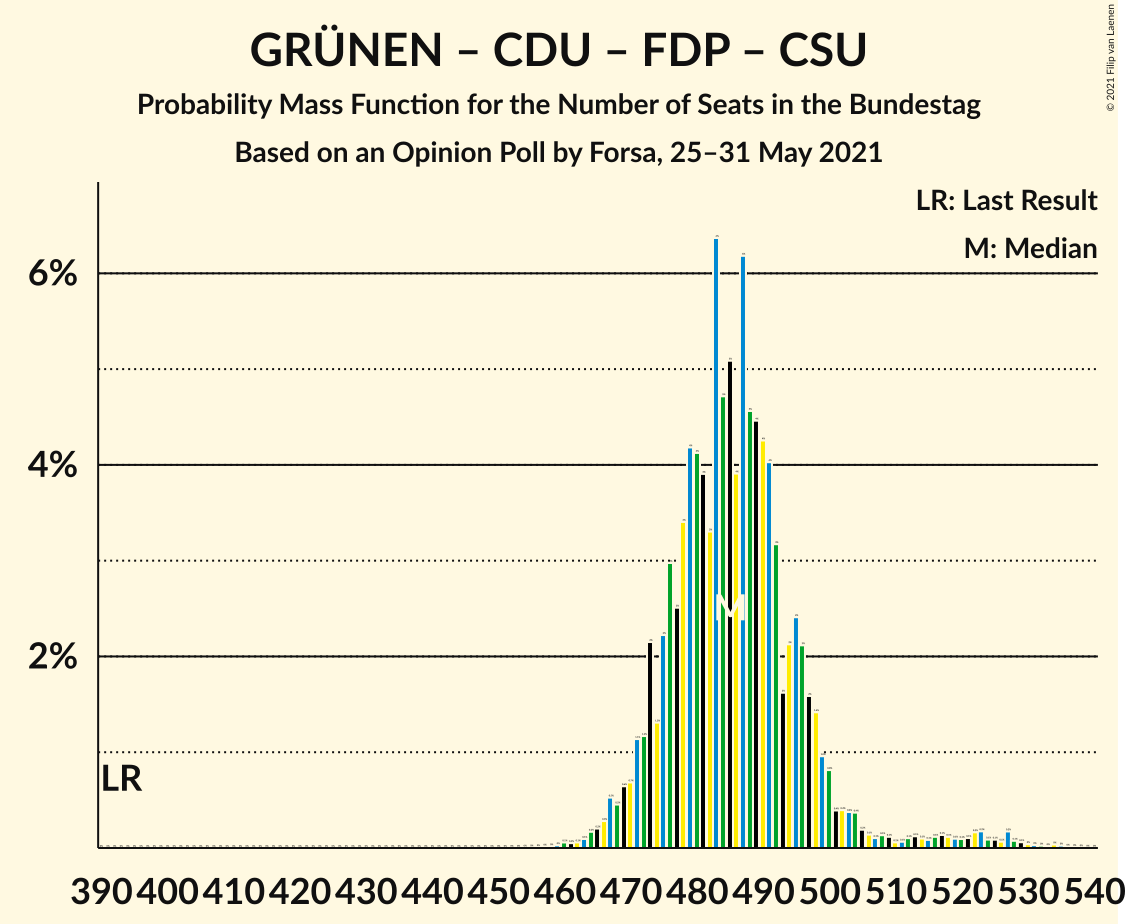 GRÜNEN – CDU – FDP – CSU
Probability Mass Function for the Number of Seats in the Bundestag
Based on an Opinion Poll by Forsa, 25–31 May 2021
© 2021 Filip van Laenen
LR: Last Result
M: Median
6%
4%
2%
LR
M
390 400 410 420 430 440 450 460 470 480 490 500 510 520 530 540